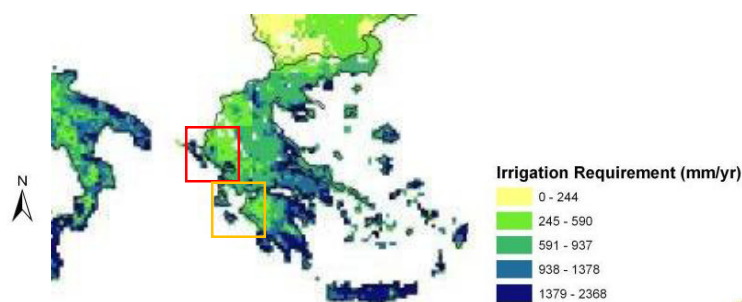 N
Irrigation Requirement (mm/yr)
0 - 244
245 - 590
591 - 937
938 - 1378
1379 - 2368